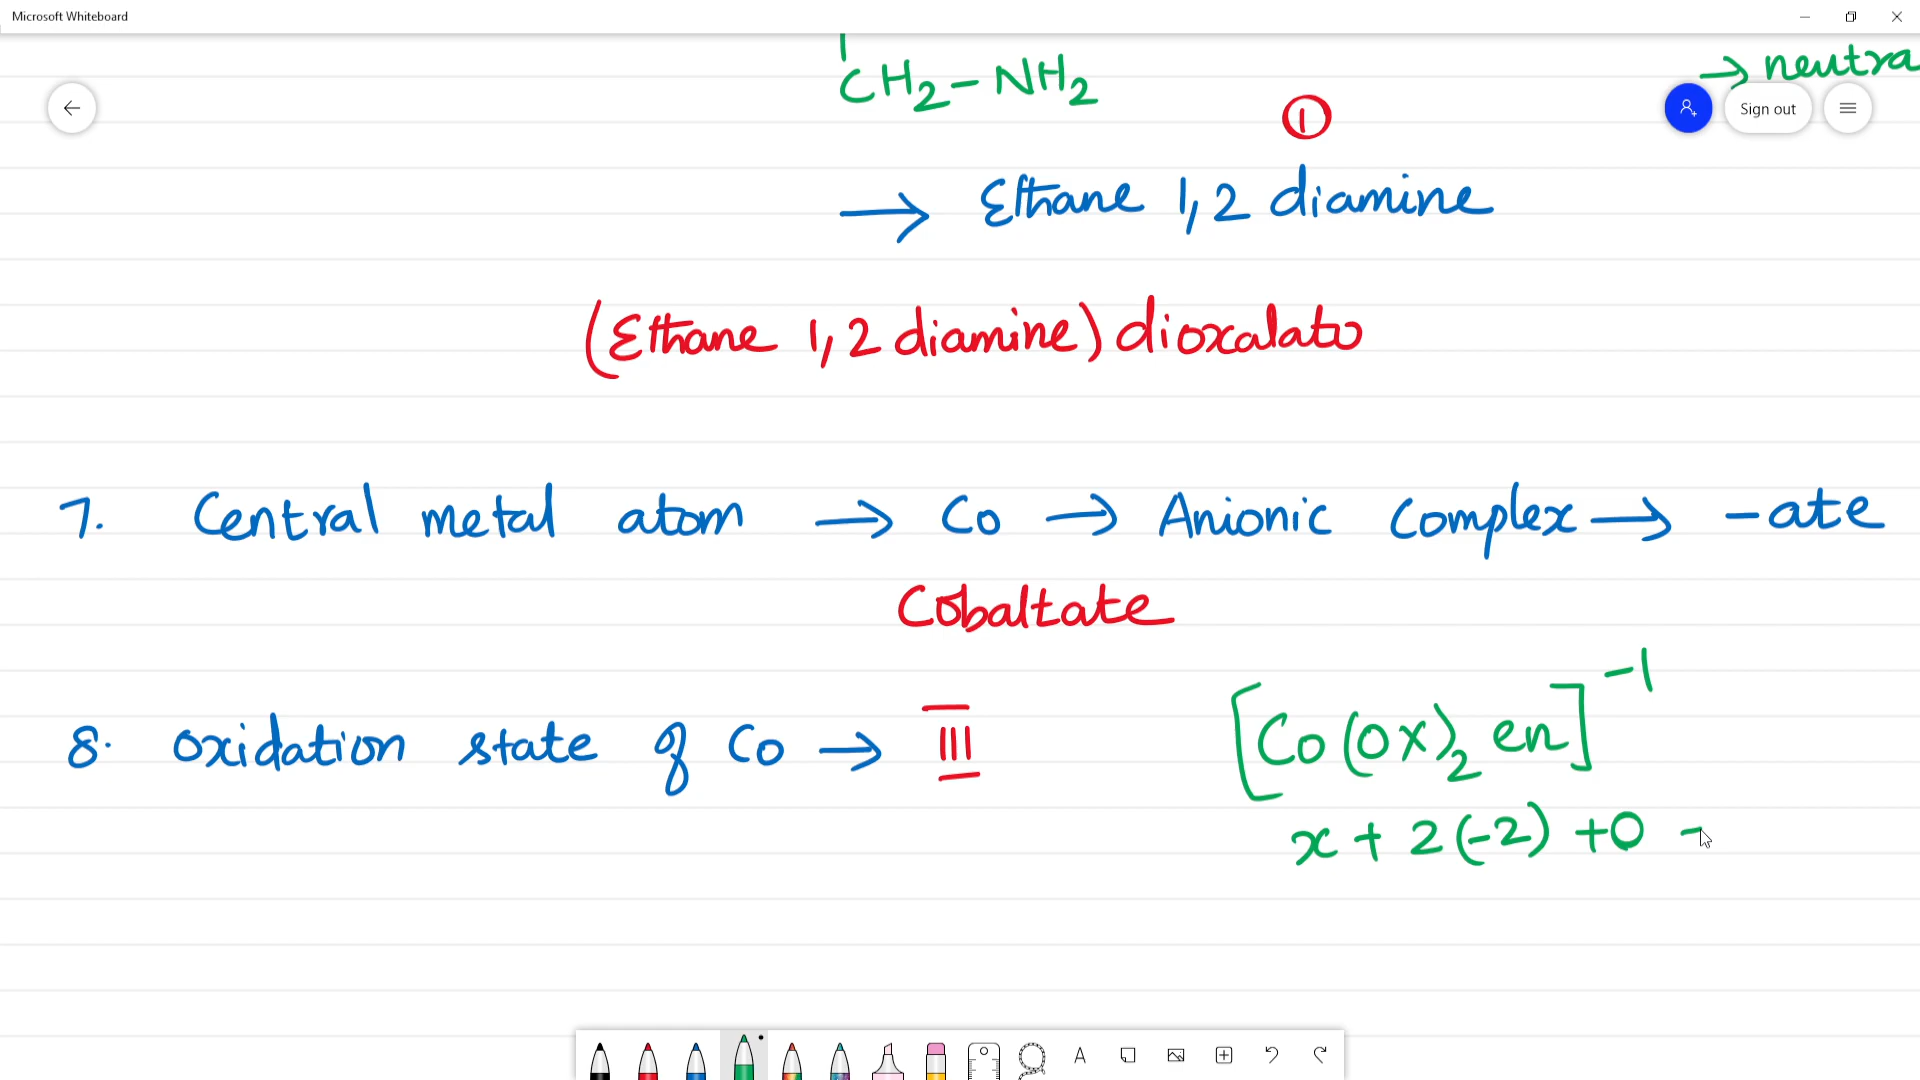 Microsoft Whiteboard
CH2-NH2
→ neutra
①
Sign out
→ Ethane 1,2 diamine
(Ethane 1,2 diamine) dioxalato
7. Central metal atom → Co → Anionic Complex → -ate
Cobaltate
8. oxidation state of Co → III
[Co(ox)2 en]-1
x + 2(-2) +0 -
A